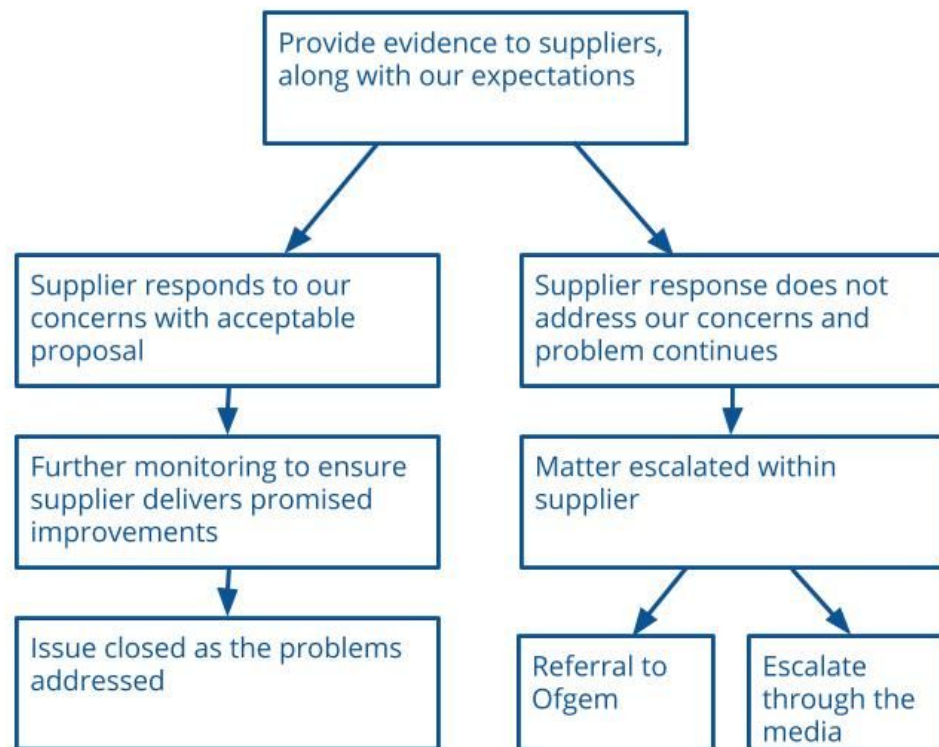 Provide evidence to suppliers,
along with our expectations
Supplier responds to our
concerns with acceptable
proposal
Supplier response does not
address our concerns and
problem continues
Further monitoring to ensure
supplier delivers promised
improvements
Matter escalated within
supplier
Issue closed as the problems
addressed
Referral to
Ofgem
Escalate
through the
media